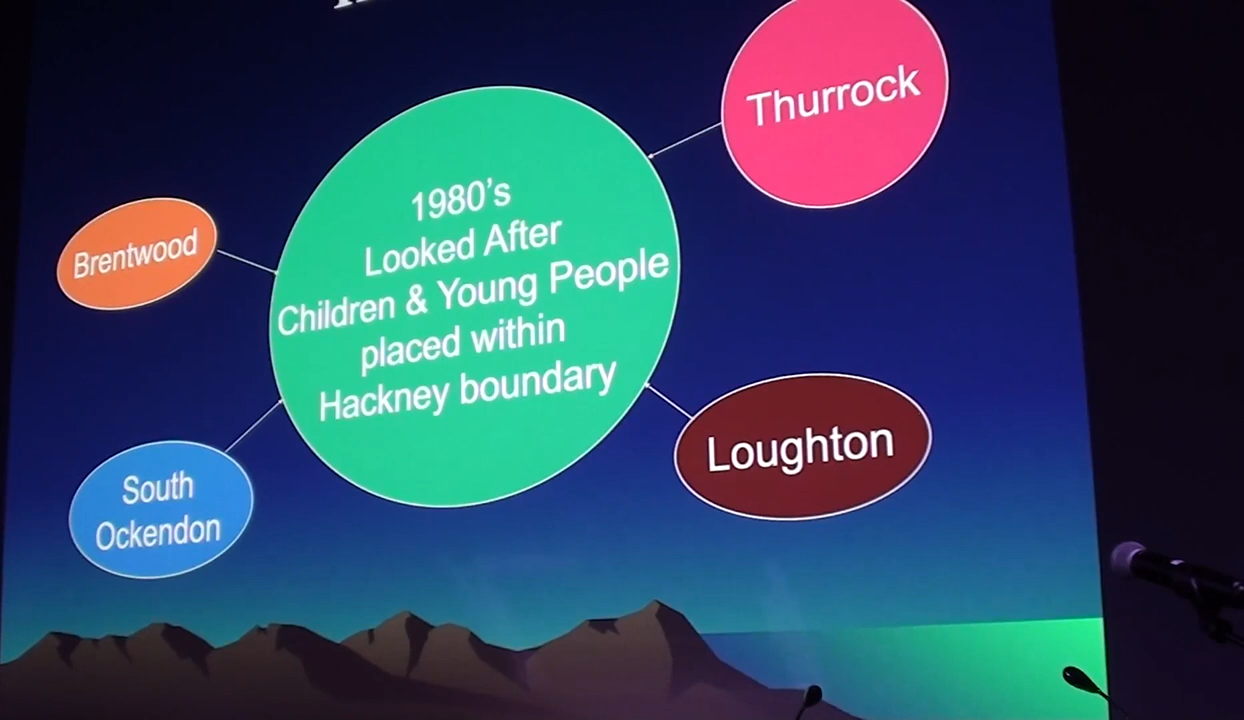 Thurrock
Brentwood
1980's
Looked After
Children & Young People
placed within
Hackney boundary
South
Ockendon
Loughton